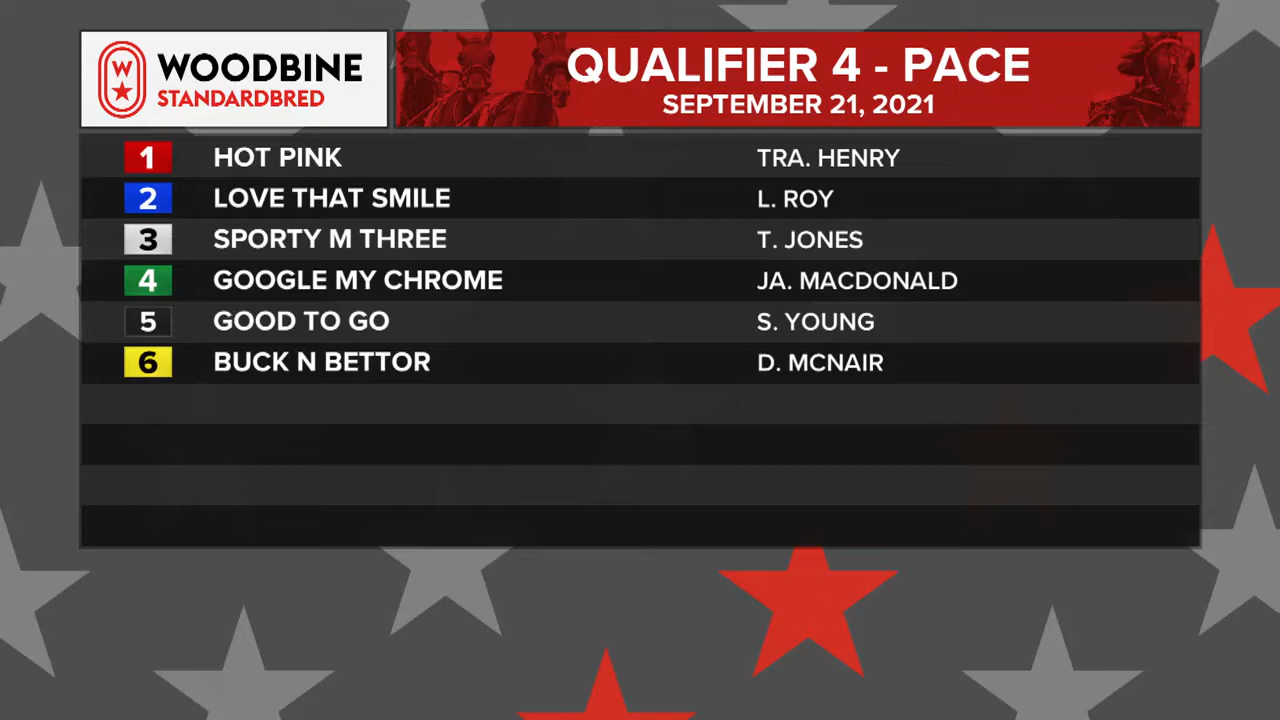 W
WOODBINE
STANDARDBRED
QUALIFIER 4 - PACE
SEPTEMBER 21, 2021
1 HOT PINK TRA. HENRY
2 LOVE THAT SMILE L. ROY
3 SPORTY M THREE T. JONES
4 GOOGLE MY CHROME JA. MACDONALD
5 GOOD TO GO S. YOUNG
6 BUCK N BETTOR D. MCNAIR